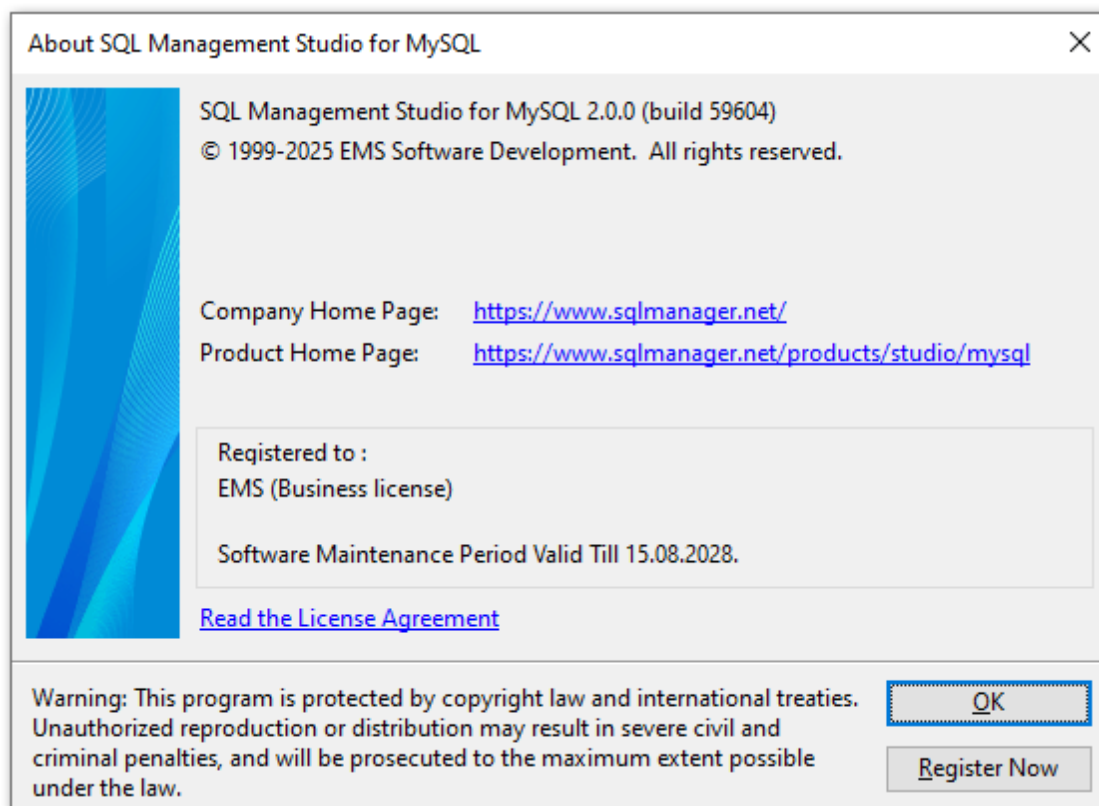 About SQL Management Studio for MySQL
SQL Management Studio for MySQL 2.0.0 (build 59604)
© 1999-2025 EMS Software Development.  All rights reserved.
Company Home Page: https://www.sqlmanager.net/
Product Home Page: https://www.sqlmanager.net/products/studio/mysql
Registered to :
EMS (Business license)
Software Maintenance Period Valid Till 15.08.2028.
Read the License Agreement
Warning: This program is protected by copyright law and international treaties.
Unauthorized reproduction or distribution may result in severe civil and
criminal penalties, and will be prosecuted to the maximum extent possible
under the law.
OK
Register Now